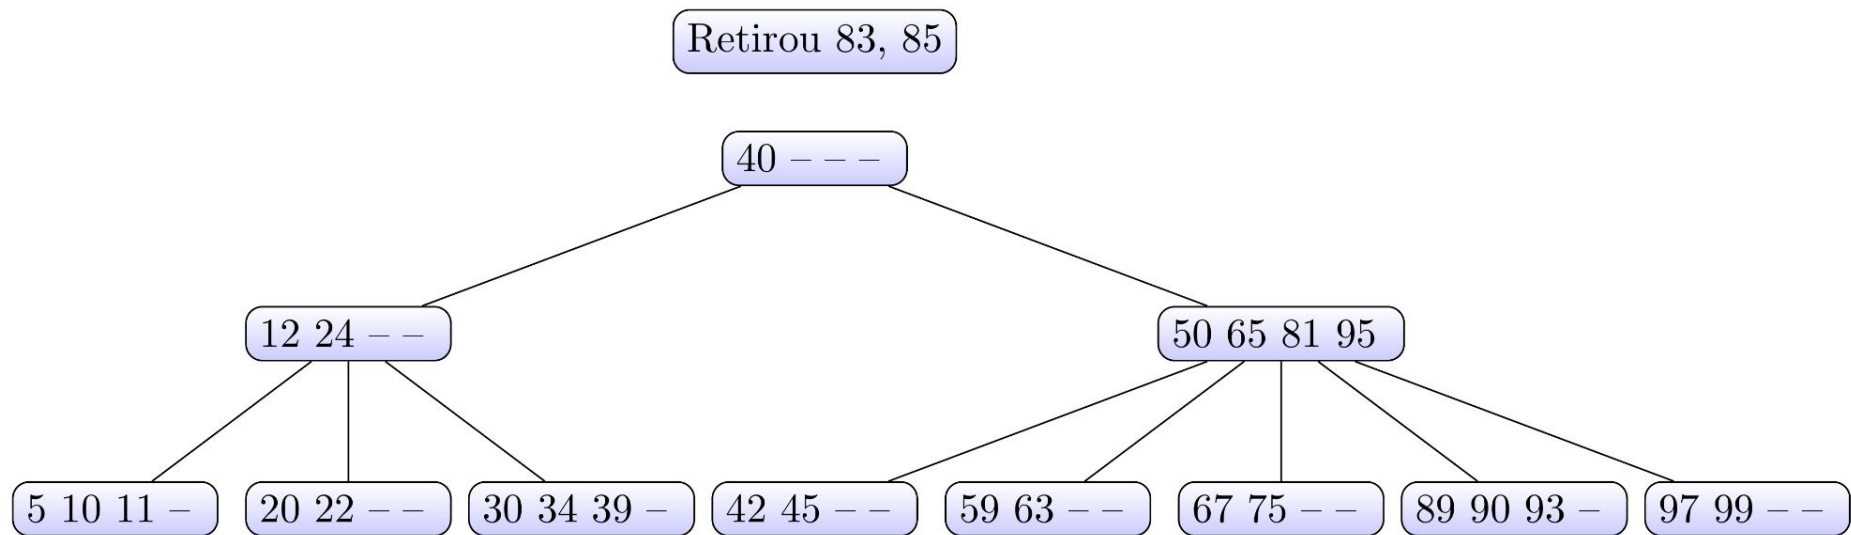 Retirou 83, 85
40 – – –
12 24 – –
50 65 81 95
5 10 11 –
20 22 – –
30 34 39 –
42 45 – –
59 63 – –
67 75 – –
89 90 93 –
97 99 – –